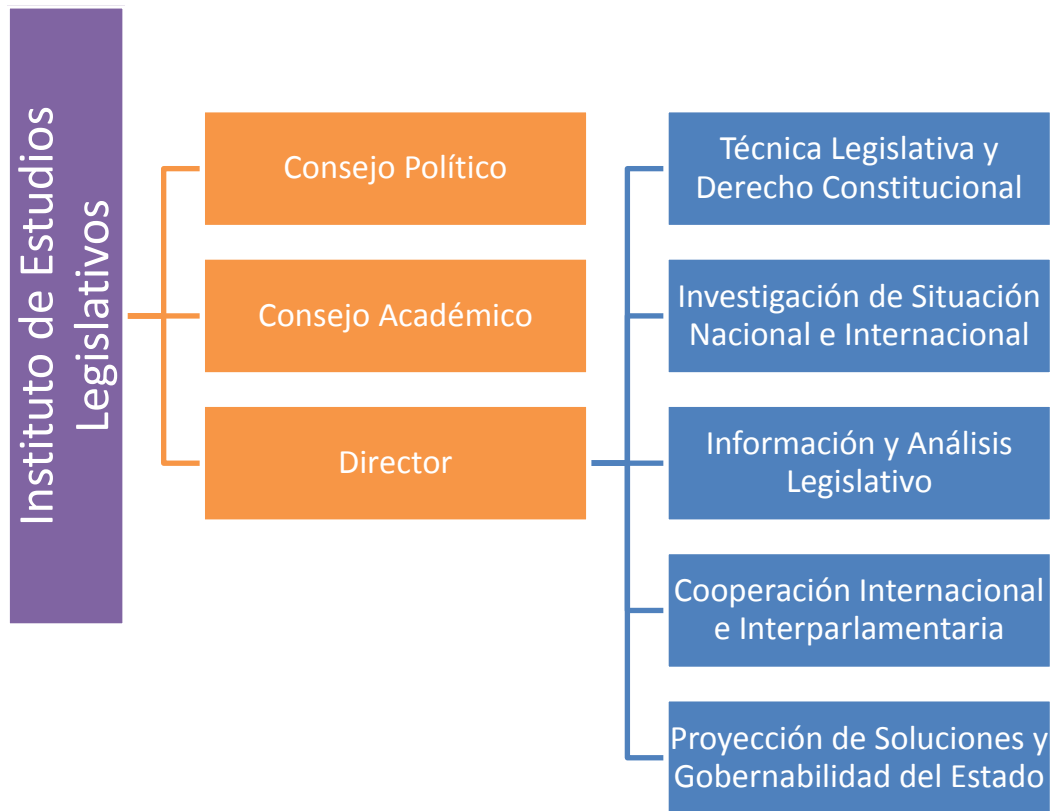 Instituto de Estudios
Legislativos
Consejo Político
Consejo Académico
Director
Técnica Legislativa y
Derecho Constitucional
Investigación de Situación
Nacional e Internacional
Información y Análisis
Legislativo
Cooperación Internacional
e Interparlamentaria
Proyección de Soluciones y
Gobernabilidad del Estado